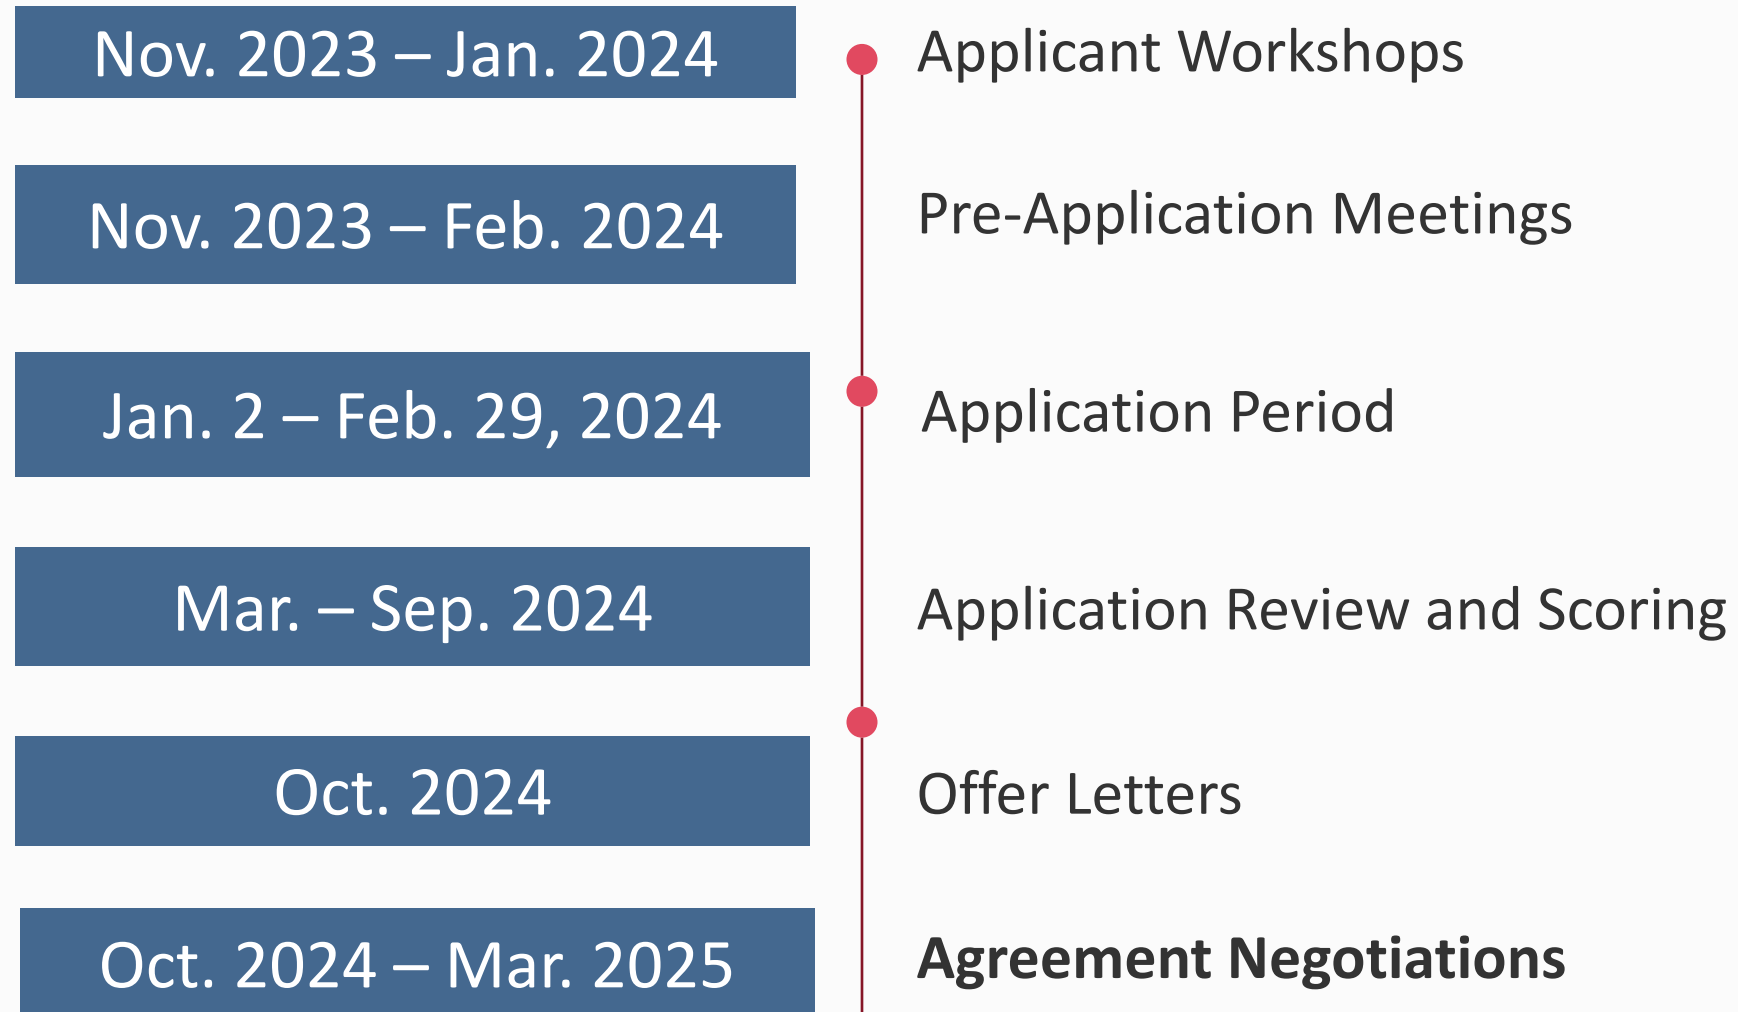 Nov. 2023 – Jan. 2024
Applicant Workshops
Nov. 2023 – Feb. 2024
Pre-Application Meetings
Jan. 2 – Feb. 29, 2024
Application Period
Mar. – Sep. 2024
Application Review and Scoring
Oct. 2024
Offer Letters
Oct. 2024 – Mar. 2025
Agreement Negotiations